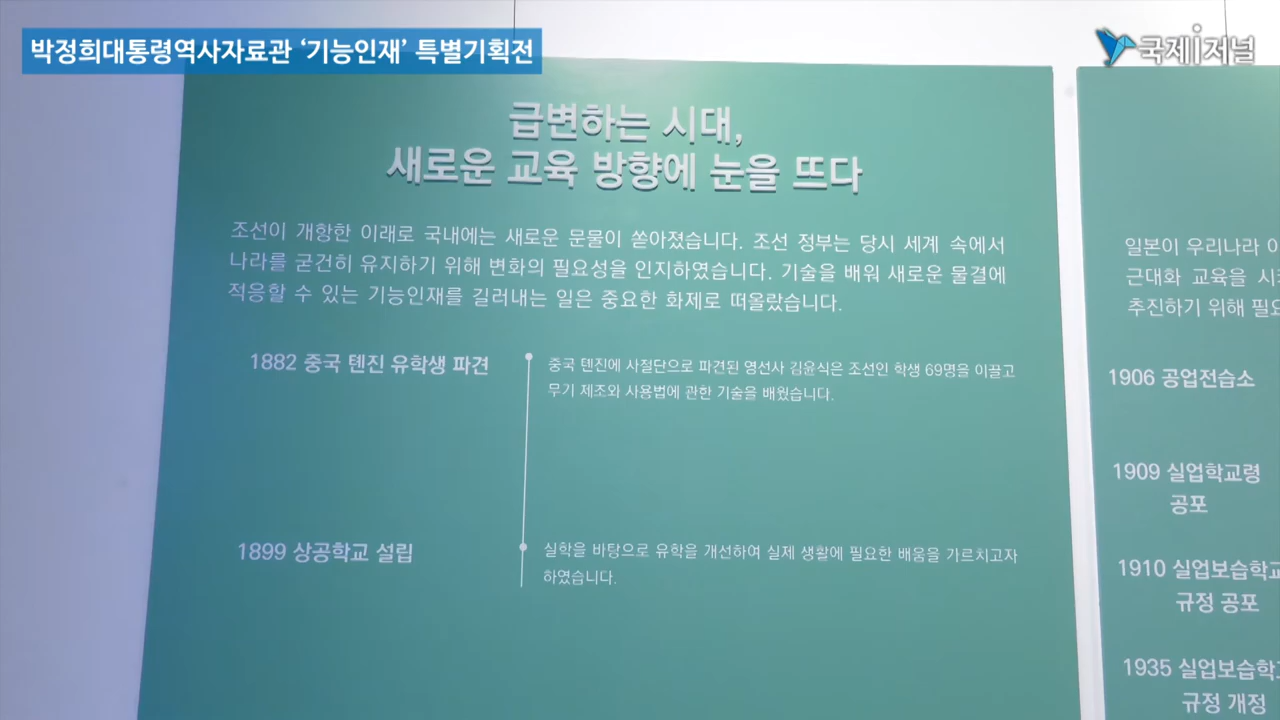 박정희대통령역사자료관 ‘기능인재’ 특별기획전
국제i저널
급변하는 시대,
새로운 교육 방향에 눈을 뜨다
조선이 개항한 이래로 국내에는 새로운 문물이 쏟아졌습니다. 조선 정부는 당시 세계 속에서
나라를 굳건히 유지하기 위해 변화의 필요성을 인지하였습니다. 기술을 배워 새로운 물결에
적응할 수 있는 기능인재를 길러내는 일은 중요한 화제로 떠올랐습니다.
1882 중국 텐진 유학생 파견
중국 텐진에 사절단으로 파견된 영선사 김윤식은 조선인 학생 69명을 이끌고
무기 제조와 사용법에 관한 기술을 배웠습니다.
1899 상공학교 설립
실학을 바탕으로 유학을 개선하여 실제 생활에 필요한 배움을 가르치고자
하였습니다.
일본이 우리나라
근대화 교육을
추진하기 위해
1906 공업전습소
1909 실업학교령
공포
1910 실업보습학교
규정 공포
1935 실업보습학교
규정 개정